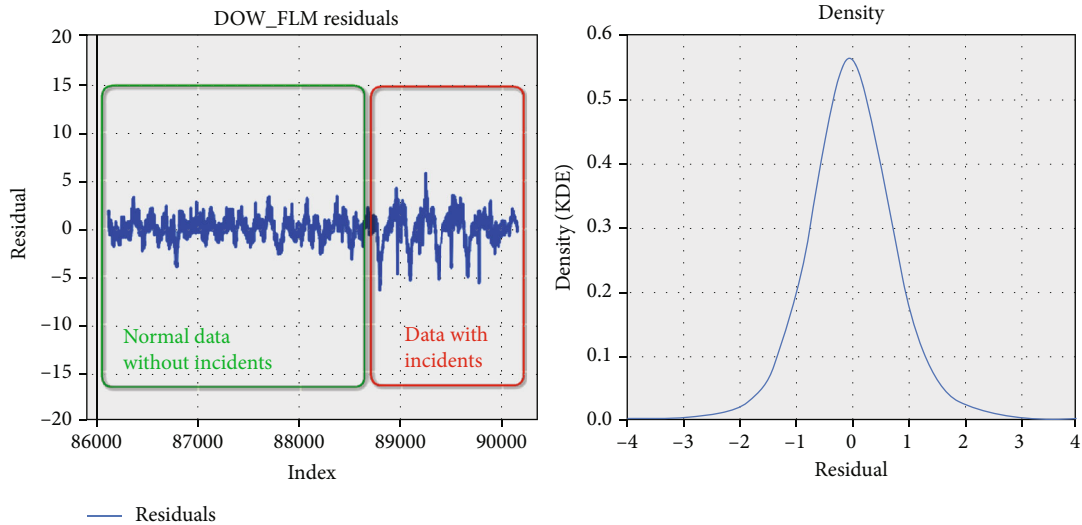 DOW_FLM residuals
20
15
10
5
0
−5
−10
−15
−20
Residual
Normal data
without incidents
Data with
incidents
86000 87000 88000 89000 90000
Index
Residuals
Density
0.6
0.5
0.4
0.3
0.2
0.1
0.0
Density (KDE)
−4 −3 −2 −1 0 1 2 3 4
Residual